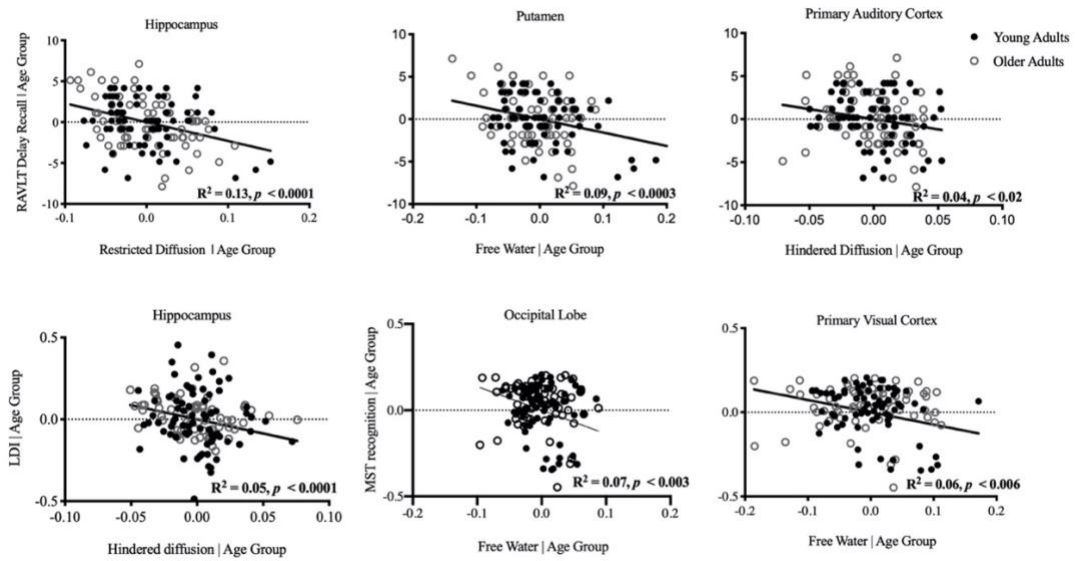 Hippocampus
RAVLT Delay Recall | Age Group
10
5
0
-5
-10
-0.1
0.0
0.1
0.2
R² = 0.13, p < 0.0001
Restricted Diffusion | Age Group
Putamen
10
5
0
-5
-10
-0.2
-0.1
0.0
0.1
0.2
R² = 0.09, p < 0.0003
Free Water | Age Group
Primary Auditory Cortex
10
5
0
-5
-10
-0.10
-0.05
0.00
0.05
0.10
R² = 0.04, p < 0.02
Hindered Diffusion | Age Group
Young Adults
Older Adults
Hippocampus
LDI | Age Group
0.5
0.0
-0.5
-0.10
-0.05
0.00
0.05
0.10
R² = 0.05, p < 0.0001
Hindered diffusion | Age Group
Occipital Lobe
MST recognition | Age Group
0.5
0.0
-0.5
-0.2
-0.1
0.0
0.1
0.2
R² = 0.07, p < 0.003
Free Water | Age Group
Primary Visual Cortex
0.5
0.0
-0.5
-0.2
-0.1
0.0
0.1
0.2
R² = 0.06, p < 0.006
Free Water | Age Group